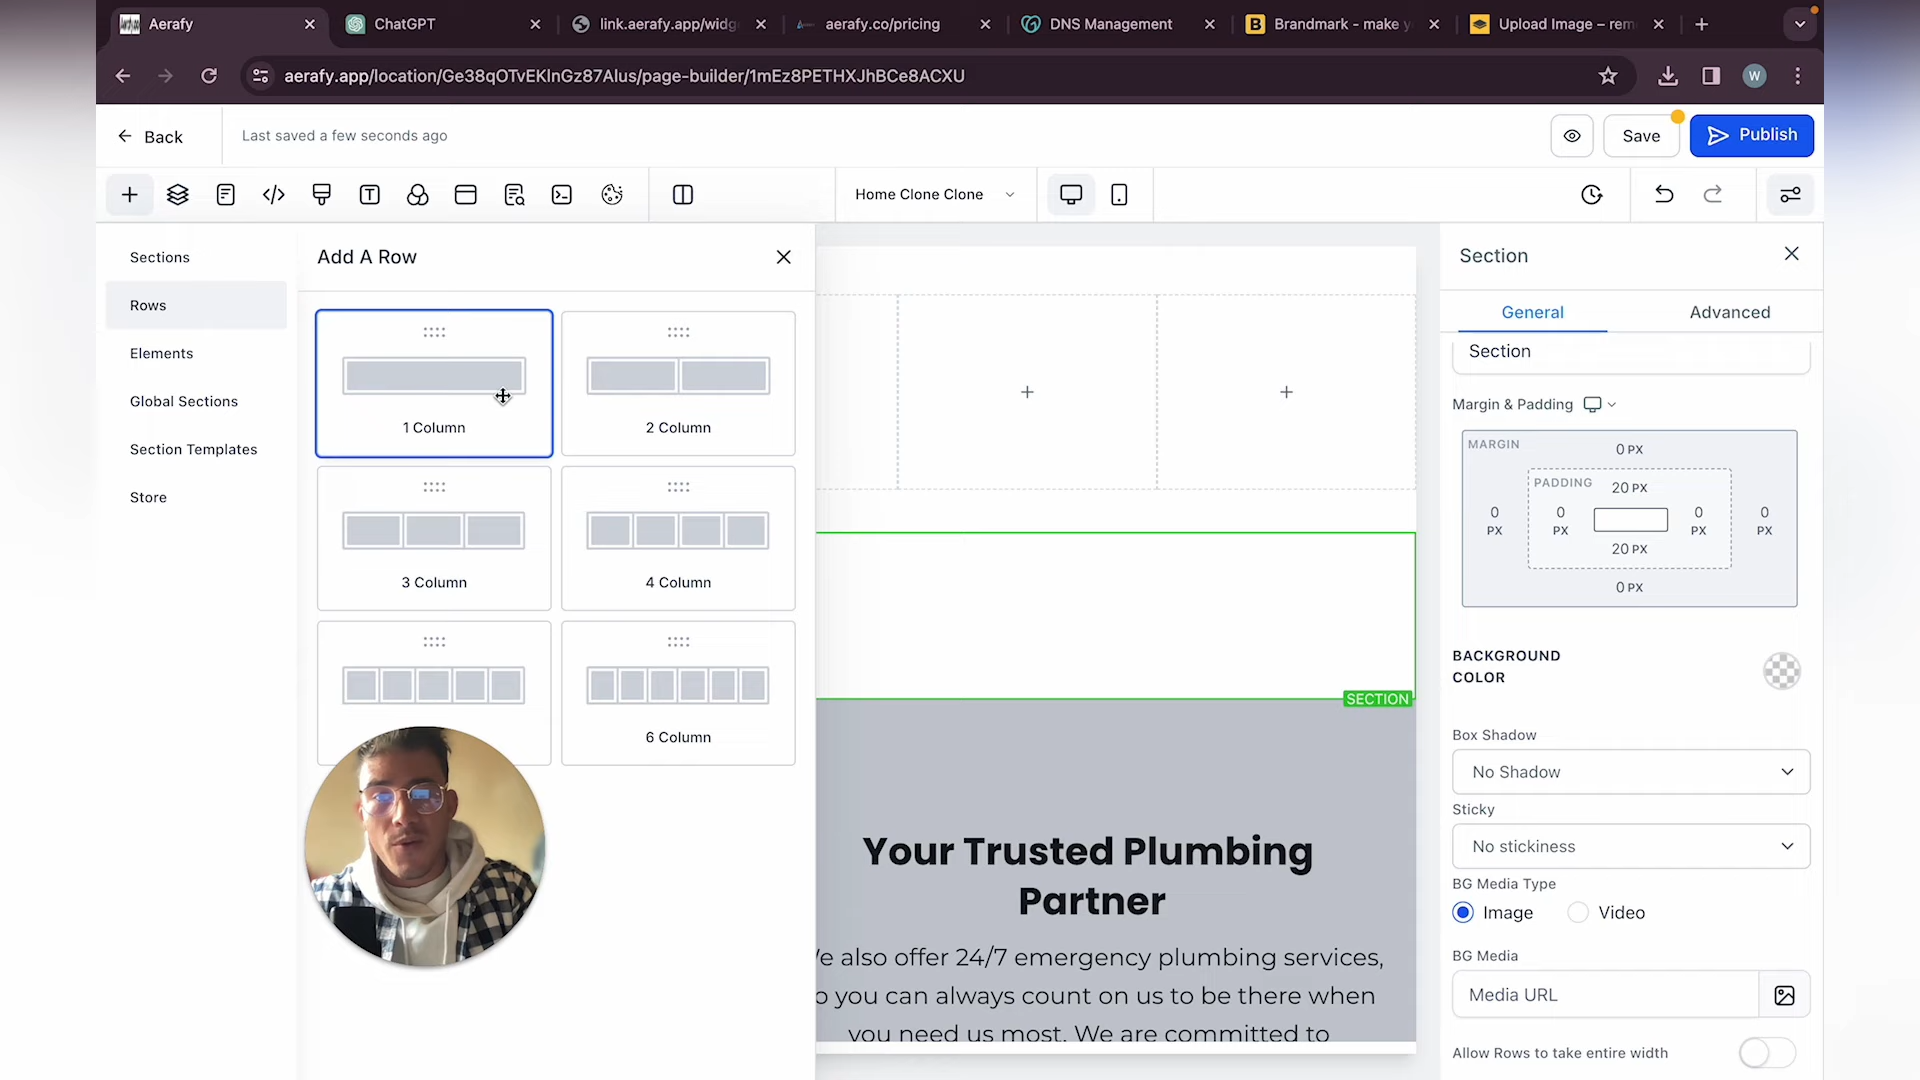 Aerafy
ChatGPT
link.aerafy.app/widg
aerafy.co/pricing
DNS Management
Brandmark - make y
Upload Image – rem
aerafy.app/location/Ge38qOTvEKlnGz87Alus/page-builder/1mEz8PETHXJhBCe8ACXU
W
Back
Last saved a few seconds ago
Save
Publish
Home Clone Clone
Sections
Rows
Elements
Global Sections
Section Templates
Store
Add A Row
1 Column
2 Column
3 Column
4 Column
6 Column
SECTION
Your Trusted Plumbing
Partner
e also offer 24/7 emergency plumbing services,
you can always count on us to be there when
you need us most. We are committed to
Section
General
Advanced
Section
Margin & Padding
MARGIN
0 PX
PADDING
20 PX
0 PX
0 PX
0 PX
0 PX
20 PX
0 PX
BACKGROUND
COLOR
Box Shadow
No Shadow
Sticky
No stickiness
BG Media Type
Image
Video
BG Media
Media URL
Allow Rows to take entire width